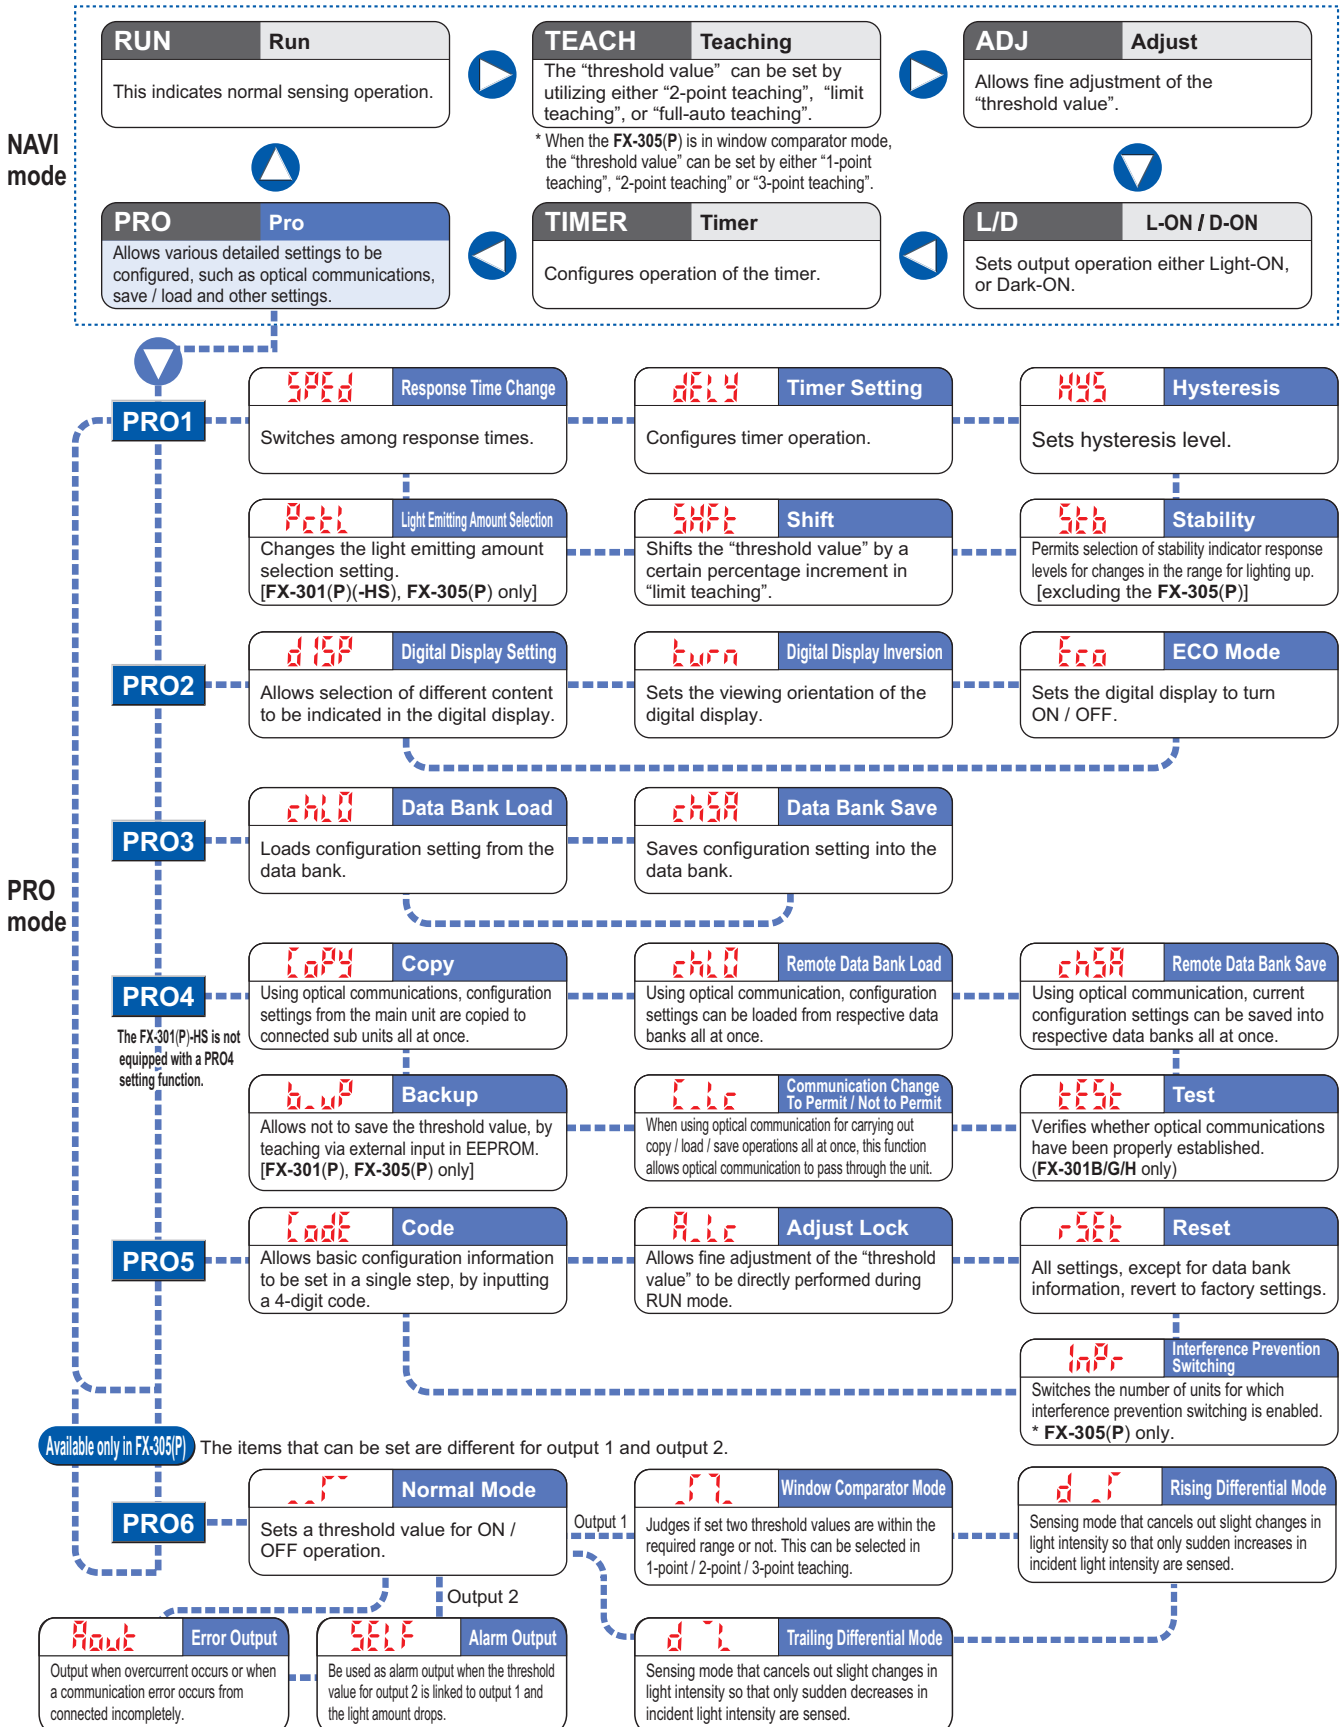 NAVI
mode
RUN Run
This indicates normal sensing operation.
TEACH Teaching
The “threshold value” can be set by
utilizing either “2-point teaching”, “limit
teaching”, or “full-auto teaching”.
* When the FX-305(P) is in window comparator mode,
the “threshold value” can be set by either “1-point
teaching”, “2-point teaching” or “3-point teaching”.
ADJ Adjust
Allows fine adjustment of the
“threshold value”.
PRO Pro
Allows various detailed settings to be
configured, such as optical communications,
save / load and other settings.
TIMER Timer
Configures operation of the timer.
L/D L-ON / D-ON
Sets output operation either Light-ON,
or Dark-ON.
PRO
mode
PRO1
SPEd Response Time Change
Switches among response times.
dELY Timer Setting
Configures timer operation.
HYS Hysteresis
Sets hysteresis level.
PctL Light Emitting Amount Selection
Changes the light emitting amount
selection setting.
[FX-301(P)(-HS), FX-305(P) only]
SHFt Shift
Shifts the “threshold value” by a
certain percentage increment in
“limit teaching”.
Stb Stability
Permits selection of stability indicator response
levels for changes in the range for lighting up.
[excluding the FX-305(P)]
PRO2
dISP Digital Display Setting
Allows selection of different content
to be indicated in the digital display.
turn Digital Display Inversion
Sets the viewing orientation of the
digital display.
Eco ECO Mode
Sets the digital display to turn
ON / OFF.
PRO3
chLO Data Bank Load
Loads configuration setting from the
data bank.
chSA Data Bank Save
Saves configuration setting into the
data bank.
PRO4
The FX-301(P)-HS is not
equipped with a PRO4
setting function.
CoPY Copy
Using optical communications, configuration
settings from the main unit are copied to
connected sub units all at once.
chLO Remote Data Bank Load
Using optical communication, configuration
settings can be loaded from respective data
banks all at once.
chSA Remote Data Bank Save
Using optical communication, current
configuration settings can be saved into
respective data banks all at once.
b_uP Backup
Allows not to save the threshold value, by
teaching via external input in EEPROM.
[FX-301(P), FX-305(P) only]
C_Lc Communication Change
To Permit / Not to Permit
When using optical communication for carrying out
copy / load / save operations all at once, this function
allows optical communication to pass through the unit.
tESt Test
Verifies whether optical communications
have been properly established.
(FX-301B/G/H only)
PRO5
CodE Code
Allows basic configuration information
to be set in a single step, by inputting
a 4-digit code.
A_Lc Adjust Lock
Allows fine adjustment of the “threshold
value” to be directly performed during
RUN mode.
rSEt Reset
All settings, except for data bank
information, revert to factory settings.
InPr Interference Prevention
Switching
Switches the number of units for which
interference prevention switching is enabled.
* FX-305(P) only.
Available only in FX-305(P) The items that can be set are different for output 1 and output 2.
PRO6
Normal Mode
Sets a threshold value for ON /
OFF operation.
Output 1
Window Comparator Mode
Judges if set two threshold values are within the
required range or not. This can be selected in
1-point / 2-point / 3-point teaching.
d Rising Differential Mode
Sensing mode that cancels out slight changes in
light intensity so that only sudden increases in
incident light intensity are sensed.
Output 2
Aout Error Output
Output when overcurrent occurs or when
a communication error occurs from
connected incompletely.
SELF Alarm Output
Be used as alarm output when the threshold
value for output 2 is linked to output 1 and
the light amount drops.
d Trailing Differential Mode
Sensing mode that cancels out slight changes in
light intensity so that only sudden decreases in
incident light intensity are sensed.